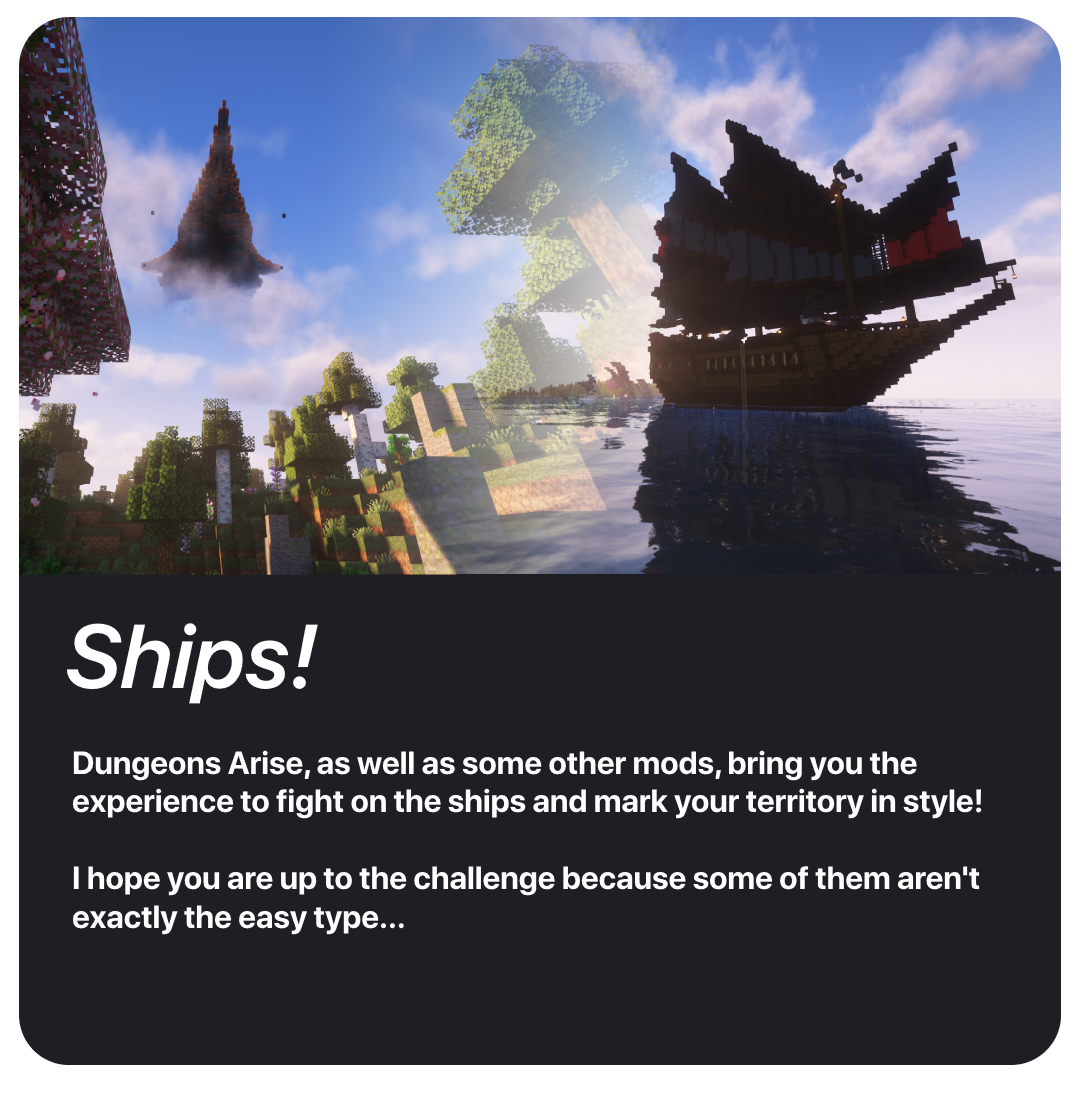 Ships!
Dungeons Arise, as well as some other mods, bring you the
experience to fight on the ships and mark your territory in style!
I hope you are up to the challenge because some of them aren't
exactly the easy type...